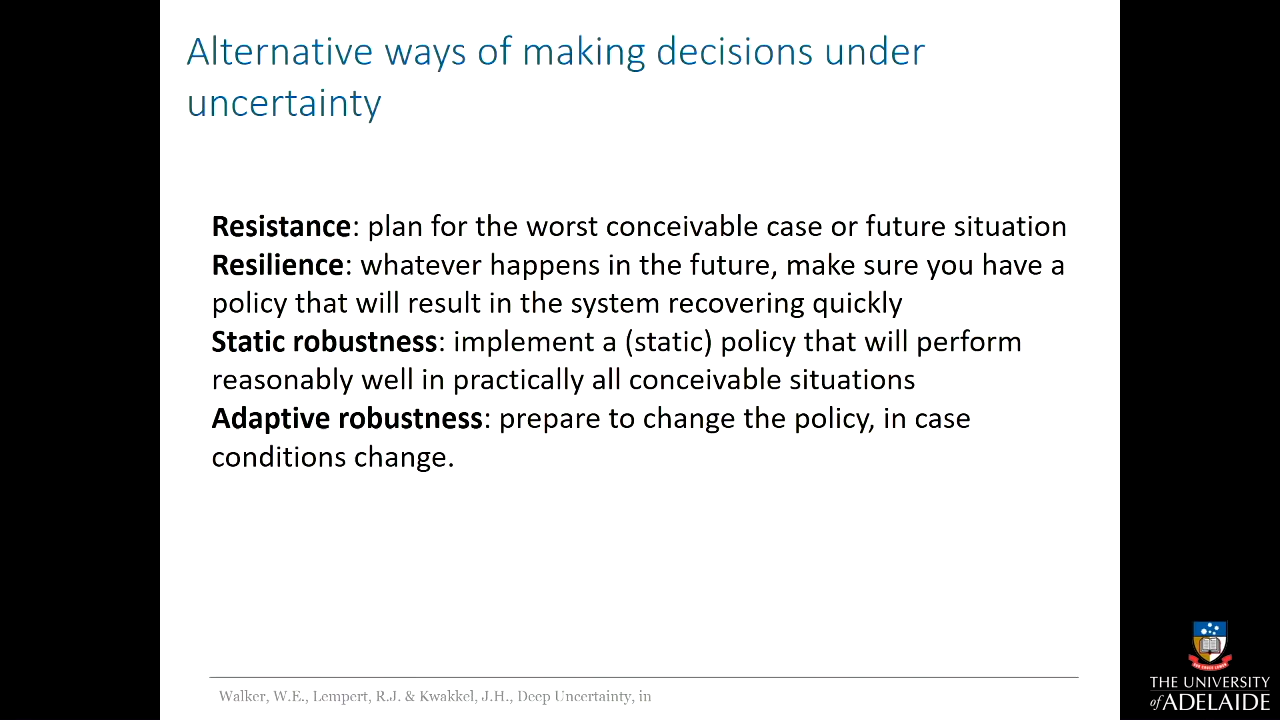 Alternative ways of making decisions under
uncertainty
Resistance: plan for the worst conceivable case or future situation
Resilience: whatever happens in the future, make sure you have a
policy that will result in the system recovering quickly
Static robustness: implement a (static) policy that will perform
reasonably well in practically all conceivable situations
Adaptive robustness: prepare to change the policy, in case
conditions change.
Walker, W.E., Lempert, R.J. & Kwakkel, J.H., Deep Uncertainty, in
THE UNIVERSITY
of ADELAIDE